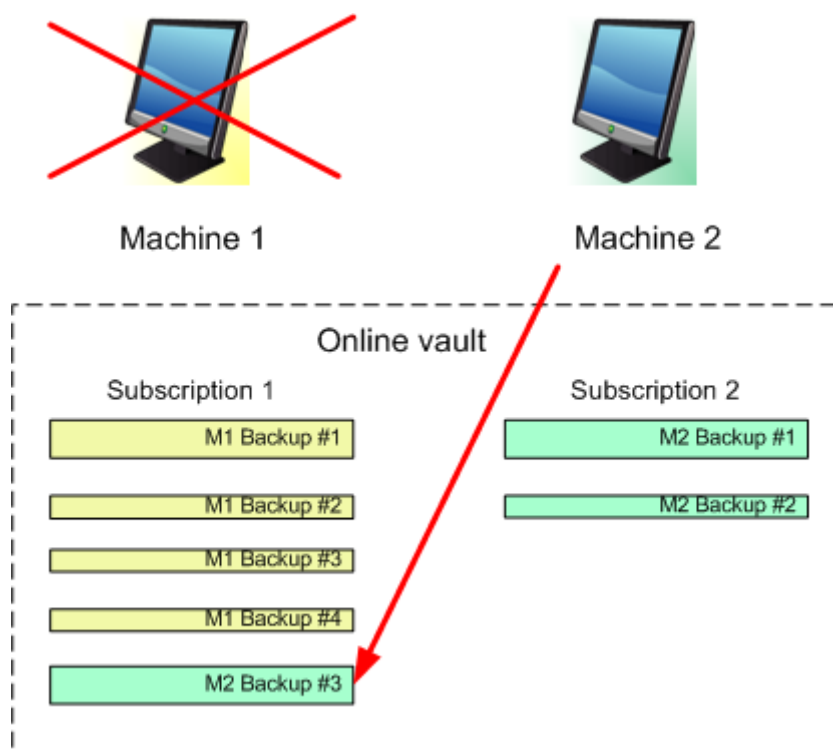 Machine 1
Machine 2
Online vault
Subscription 1
Subscription 2
M1 Backup #1
M2 Backup #1
M1 Backup #2
M2 Backup #2
M1 Backup #3
M1 Backup #4
M2 Backup #3